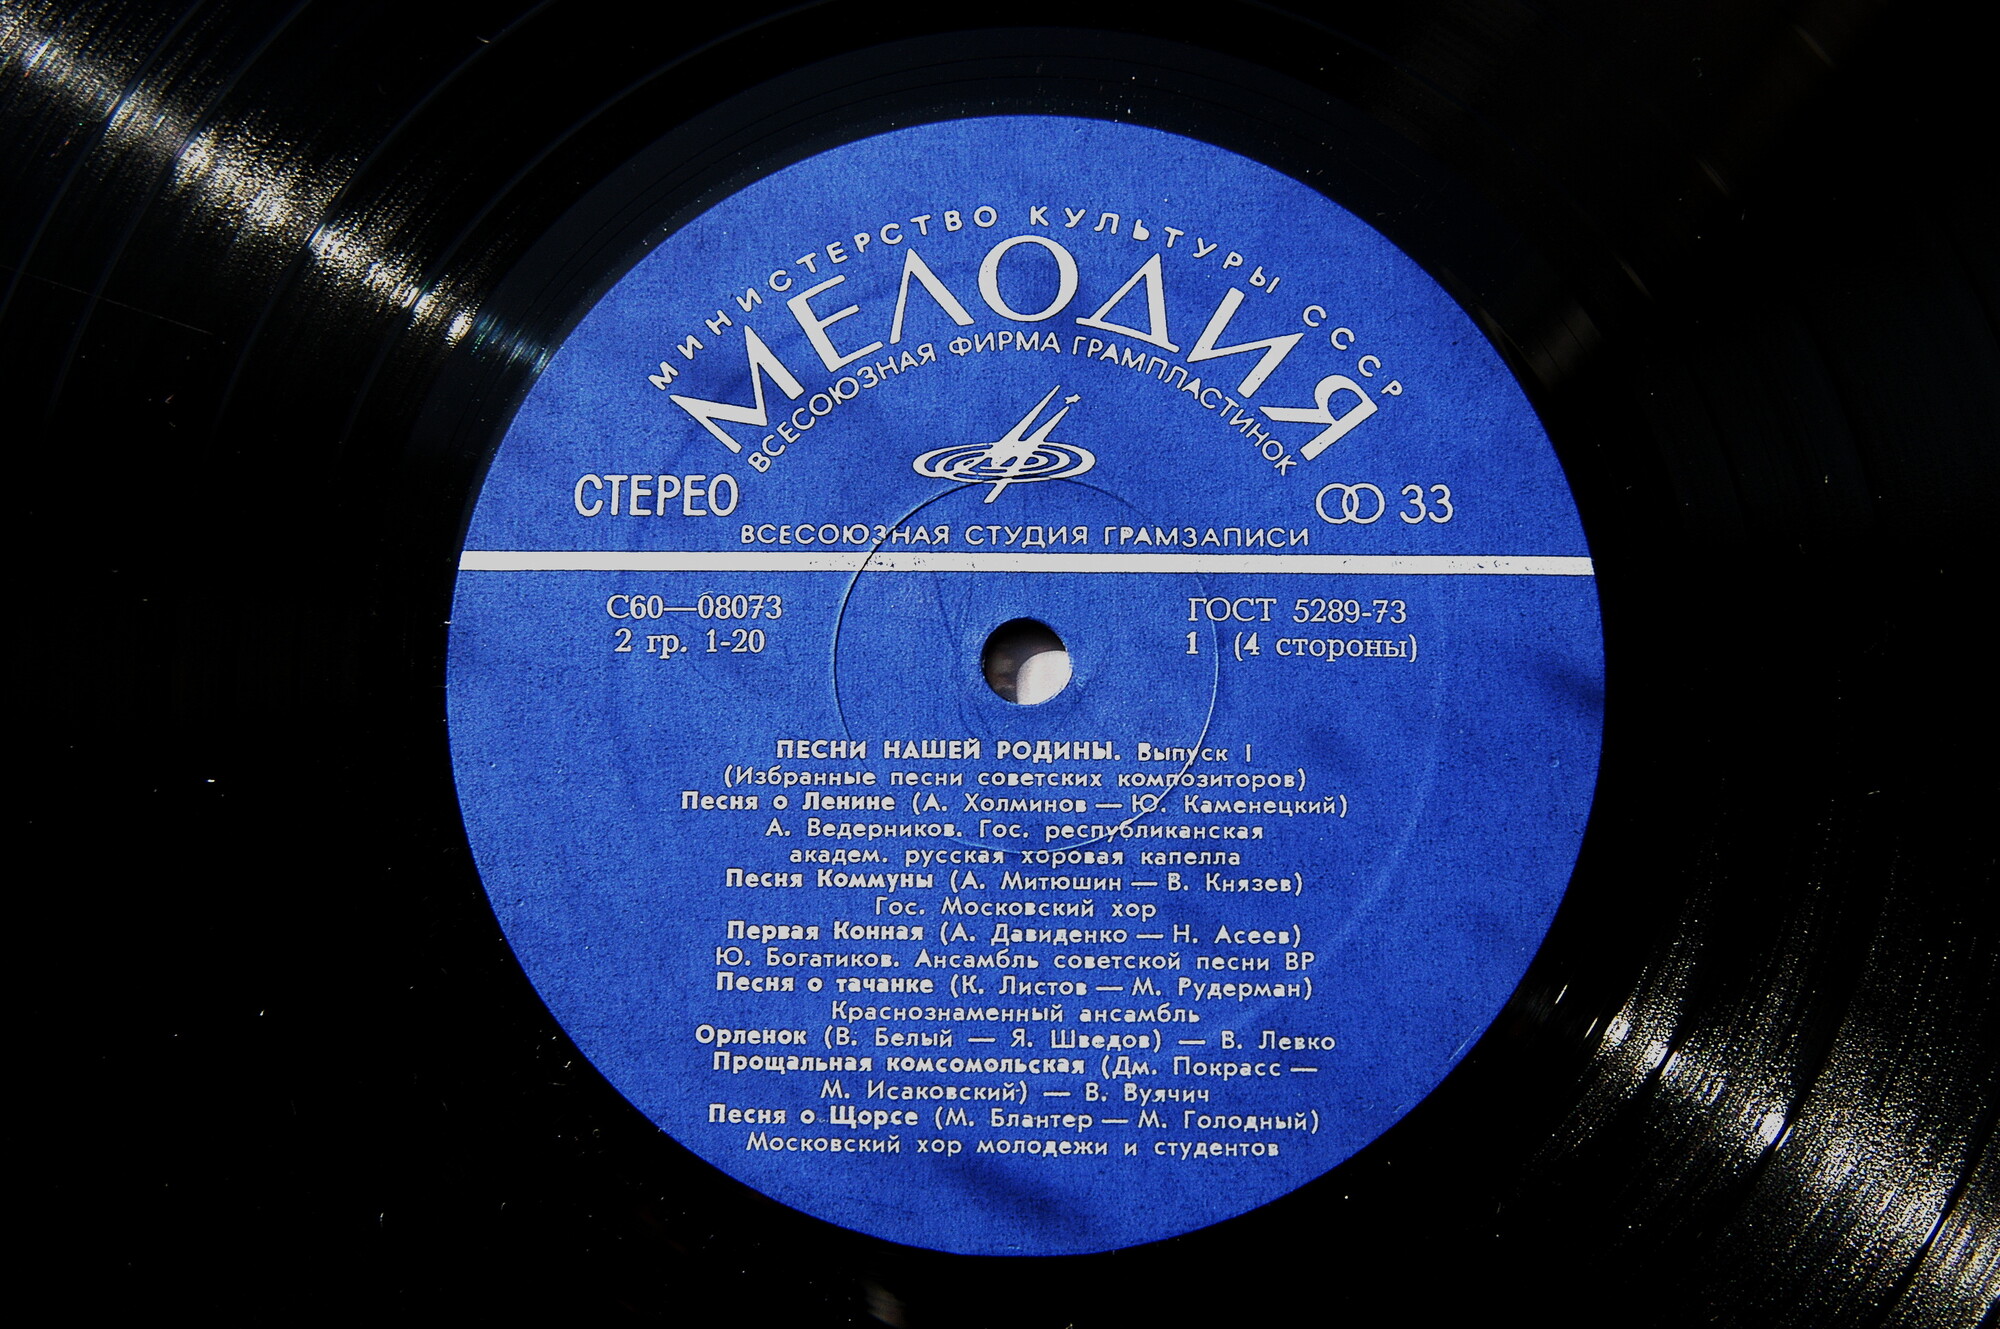 МИНИСТЕРСТВО КУЛЬТУРЫ СССР
МЕЛОДИЯ
ВСЕСОЮЗНАЯ ФИРМА ГРАМПЛАСТИНОК
СТЕРЕО
33
ВСЕСОЮЗНАЯ СТУДИЯ ГРАМЗАПИСИ
С60—08073
ГОСТ 5289-73
2 гр. 1-20
1 (4 стороны)
ПЕСНИ НАШЕЙ РОДИНЫ. Выпуск I
(Избранные песни советских композиторов)
Песня о Ленине (А. Холминов — Ю. Каменецкий)
А. Ведерников. Гос. республиканская
академ. русская хоровая капелла
Песня Коммуны (А. Митюшин — В. Князев)
Гос. Московский хор
Первая Конная (А. Давиденко — Н. Асеев)
Ю. Богатиков. Ансамбль советской песни ВР
Песня о тачанке (К. Листов — М. Рудерман)
Краснознаменный ансамбль
Орленок (В. Белый — Я. Шведов) — В. Левко
Прощальная комсомольская (Дм. Покрасс —
М. Исаковский) — В. Вуячич
Песня о Щорсе (М. Блантер — М. Голодный)
Московский хор молодежи и студентов